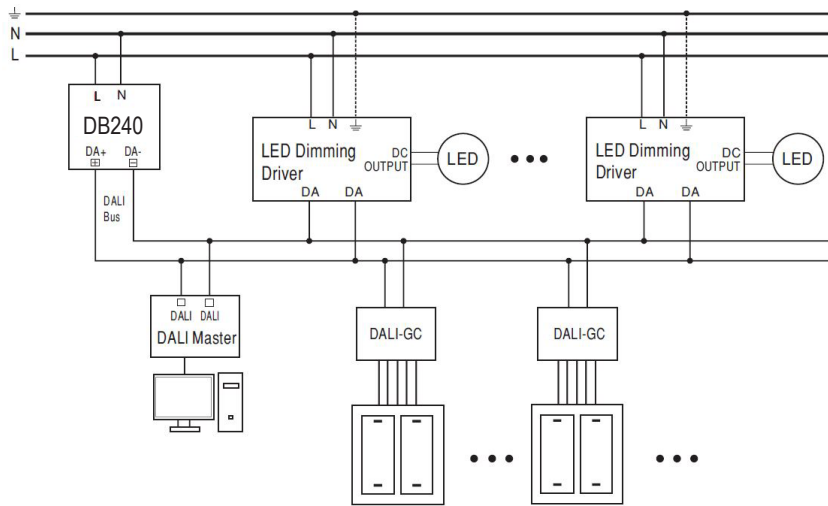 N
L
L N
DB240
DA+ DA-
DALI
Bus
L N
LED Dimming
Driver
DC
OUTPUT
DA DA
LED
L N
LED Dimming
Driver
DC
OUTPUT
DA DA
LED
DALI DALI
DALI Master
DALI-GC
DALI-GC